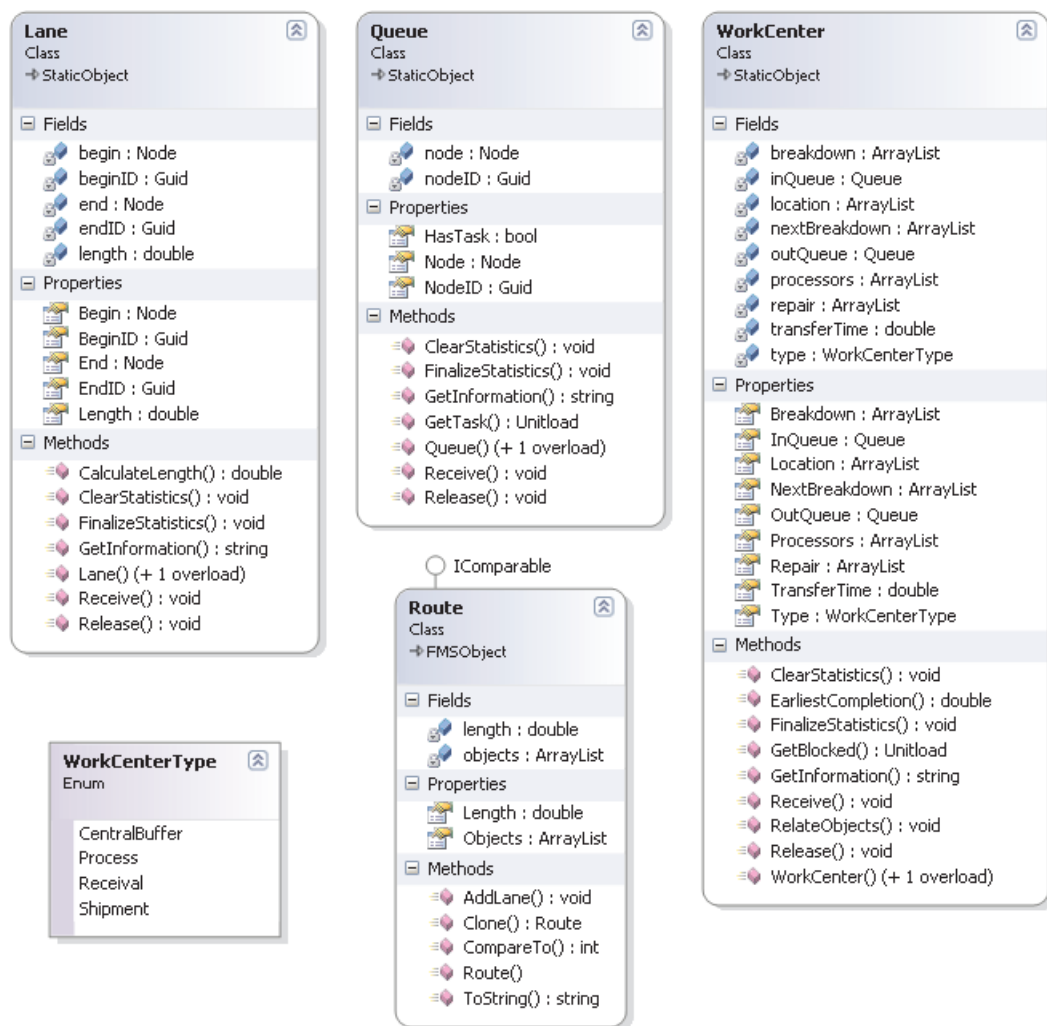 Lane
Class
StaticObject
Fields
begin : Node
beginID : Guid
end : Node
endID : Guid
length : double
Properties
Begin : Node
BeginID : Guid
End : Node
EndID : Guid
Length : double
Methods
CalculateLength() : double
ClearStatistics() : void
FinalizeStatistics() : void
GetInformation() : string
Lane() (+ 1 overload)
Receive() : void
Release() : void
Queue
Class
StaticObject
Fields
node : Node
nodeID : Guid
Properties
HasTask : bool
Node : Node
NodeID : Guid
Methods
ClearStatistics() : void
FinalizeStatistics() : void
GetInformation() : string
GetTask() : Unitload
Queue() (+ 1 overload)
Receive() : void
Release() : void
WorkCenter
Class
StaticObject
Fields
breakdown : ArrayList
inQueue : Queue
location : ArrayList
nextBreakdown : ArrayList
outQueue : Queue
processors : ArrayList
repair : ArrayList
transferTime : double
type : WorkCenterType
Properties
Breakdown : ArrayList
InQueue : Queue
Location : ArrayList
NextBreakdown : ArrayList
OutQueue : Queue
Processors : ArrayList
Repair : ArrayList
TransferTime : double
Type : WorkCenterType
Methods
ClearStatistics() : void
EarliestCompletion() : double
FinalizeStatistics() : void
GetBlocked() : Unitload
GetInformation() : string
Receive() : void
RelateObjects() : void
Release() : void
WorkCenter() (+ 1 overload)
IComparable
Route
Class
FMSObject
Fields
length : double
objects : ArrayList
Properties
Length : double
Objects : ArrayList
Methods
AddLane() : void
Clone() : Route
CompareTo() : int
Route()
ToString() : string
WorkCenterType
Enum
CentralBuffer
Process
Receival
Shipment